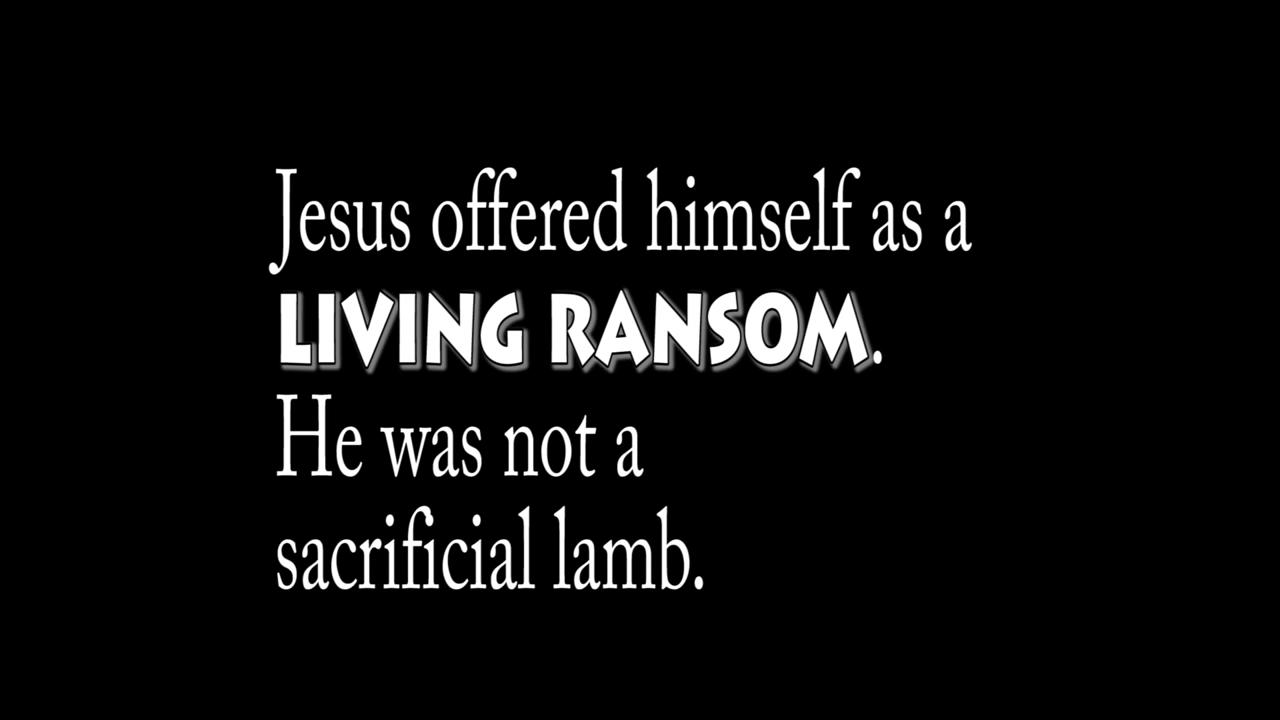 Jesus offered himself as a
LIVING RANSOM.
He was not a
sacrificial lamb.